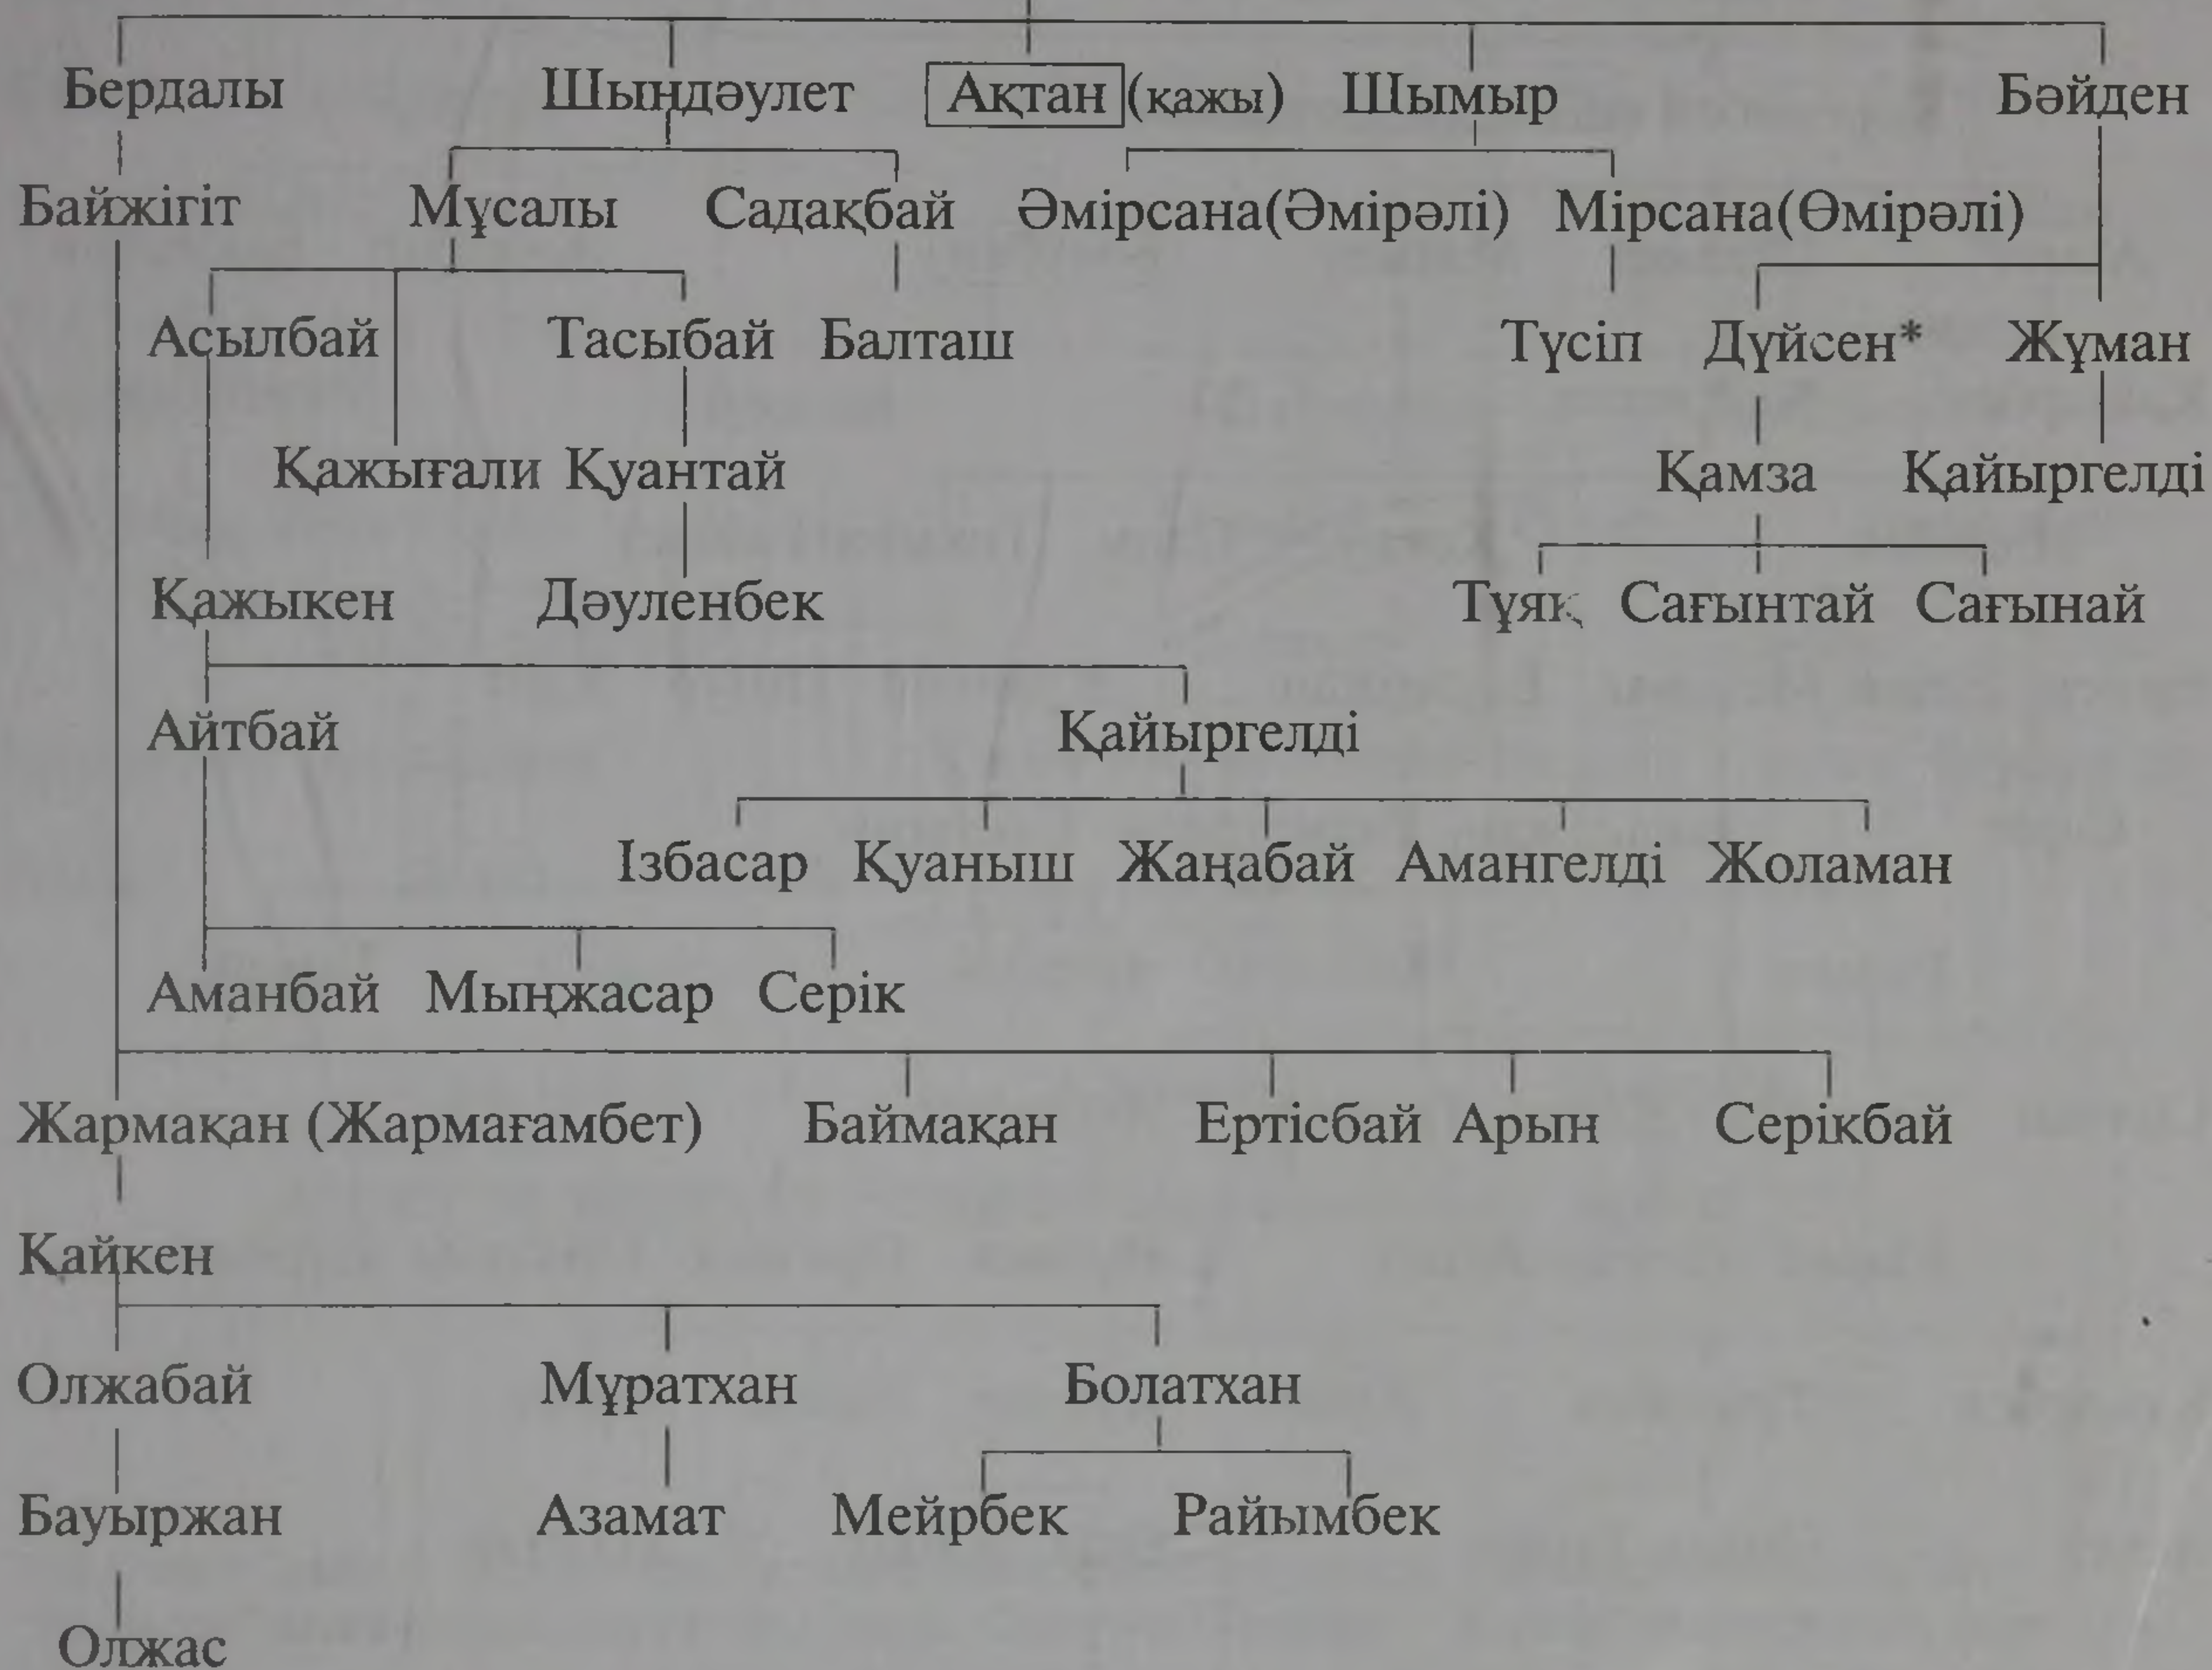 Бердалы Шыңдәулет Ақтан (қажы) Шымыр Бәйден
Байжігіт Мұсалы Садақбай Әмірсана(Әмірәлі) Мірсана(Өмірәлі)
Асылбай Тасыбай Балташ Түсіп Дүйсен* Жұман
Қажығали Қуантай Қамза Қайыргелді
Қажыкен Дәуленбек Тұяқ Сағынтай Сағынай
Айтбай Қайыргелді
Ізбасар Қуаныш Жаңабай Амангелді Жоламан
Аманбай Мыңжасар Серік
Жармақан (Жармағамбет) Баймақан Ертісбай Арын Серікбай
Қайкен
Олжабай Мұратхан Болатхан
Бауыржан Азамат Мейрбек Райымбек
Олжас